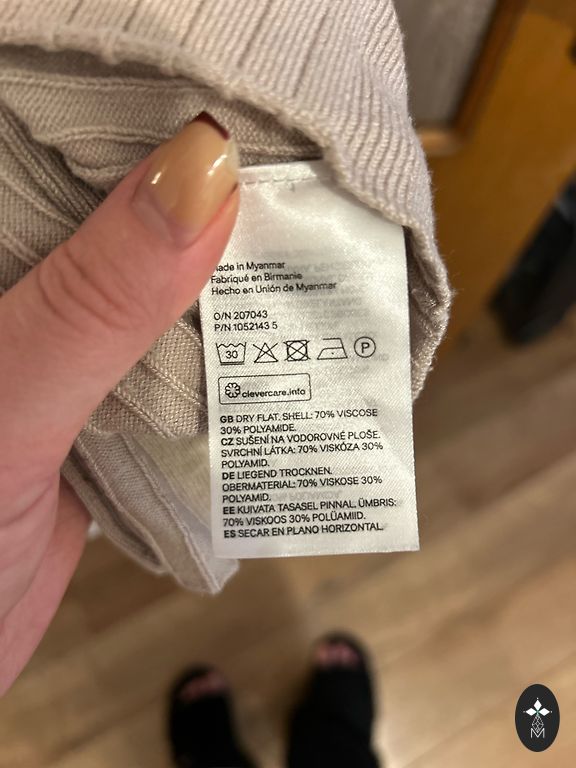 Made in Myanmar
Fabriqué en Birmanie
Hecho en Unión de Myanmar
O/N 207043
P/N 1052143 5
30 P
clevercare.info
GB DRY FLAT. SHELL: 70% VISCOSE
30% POLYAMIDE.
CZ SUŠENÍ NA VODOROVNÉ PLOŠE.
SVRCHNÍ LÁTKA: 70% VISKÓZA 30%
POLYAMID.
DE LIEGEND TROCKNEN.
OBERMATERIAL: 70% VISKOSE 30%
POLYAMID.
EE KUIVATA TASASEL PINNAL. ÜMBRIS:
70% VISKOOS 30% POLÜAMIID.
ES SECAR EN PLANO HORIZONTAL.
M